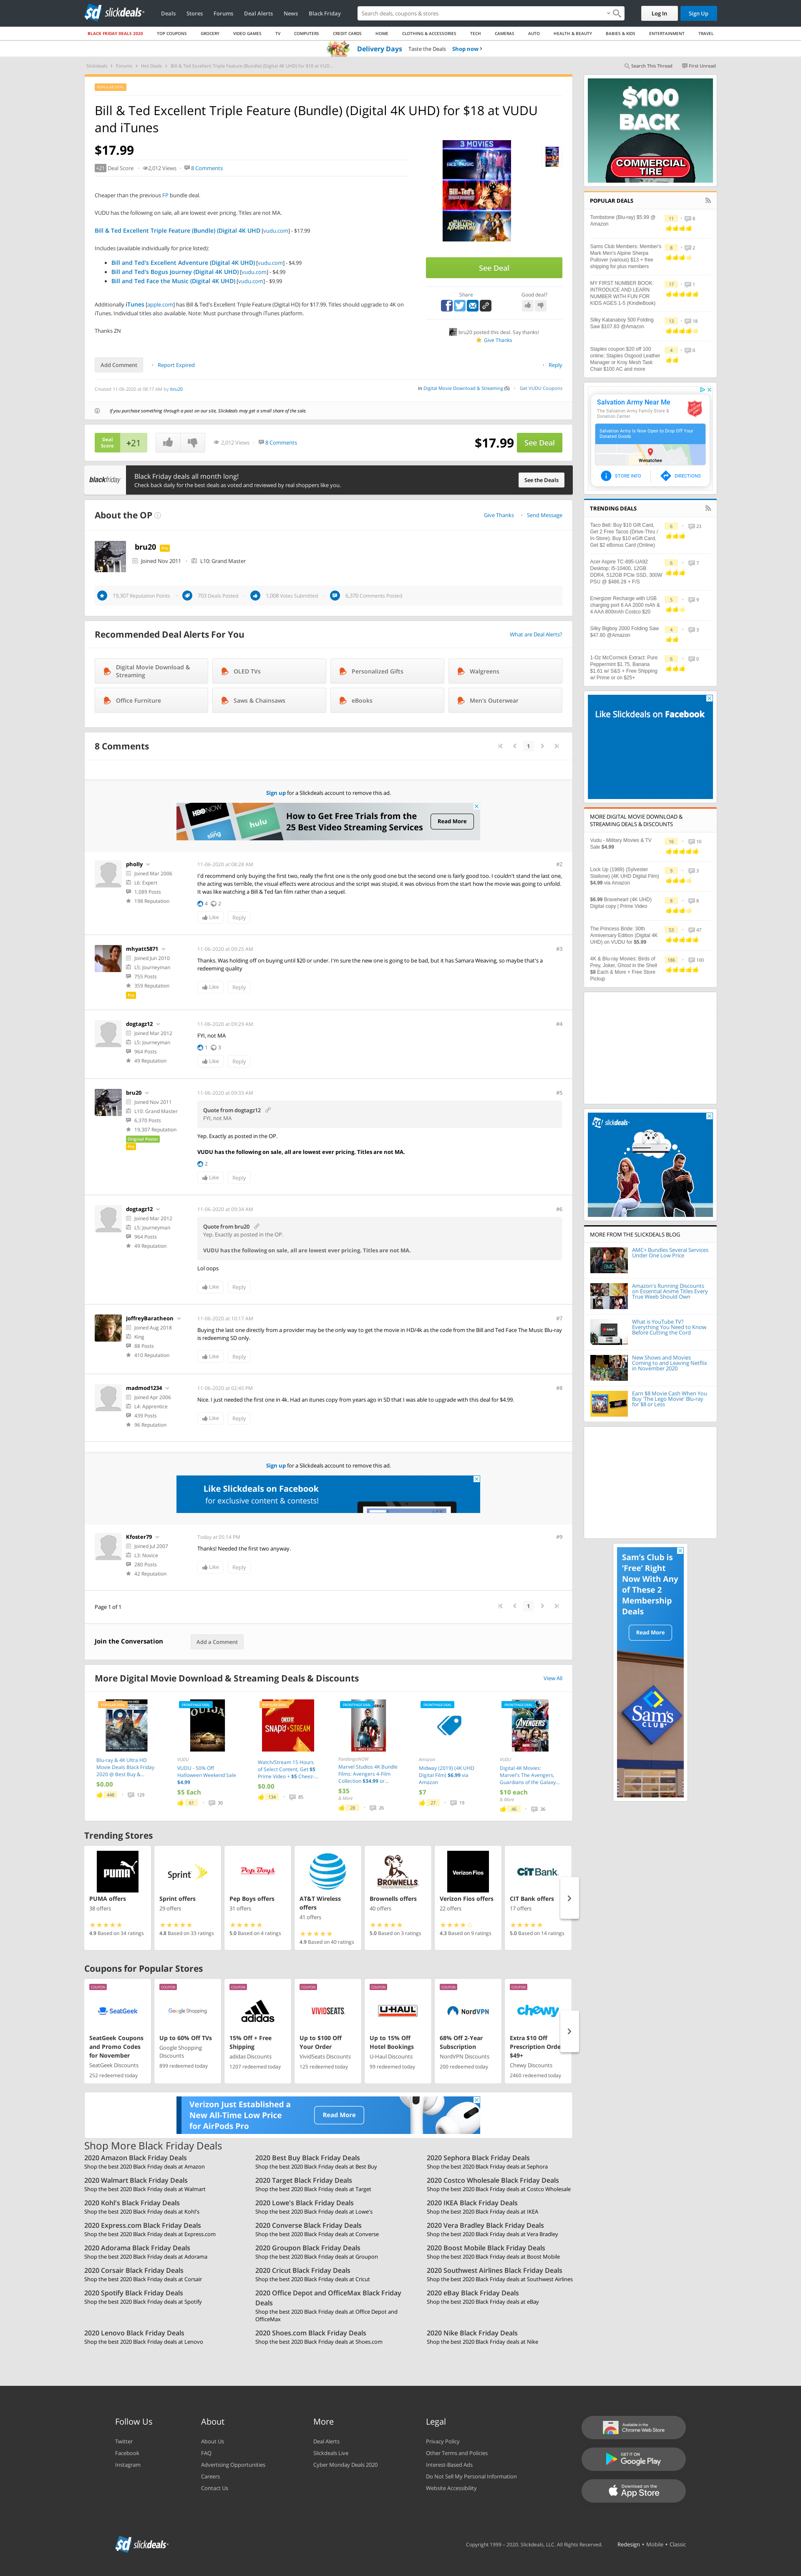 slickdeals
Deals Stores Forums Deal Alerts News Black Friday
Search deals, coupons & stores
Log In Sign Up
BLACK FRIDAY DEALS 2020 TOP COUPONS GROCERY VIDEO GAMES TV COMPUTERS CREDIT CARDS HOME CLOTHING & ACCESSORIES TECH CAMERAS AUTO HEALTH & BEAUTY BABIES & KIDS ENTERTAINMENT TRAVEL
Delivery Days Taste the Deals Shop now
Slickdeals Forums Hot Deals Bill & Ted Excellent Triple Feature (Bundle) (Digital 4K UHD) for $18 at VUD...
Search This Thread First Unread
POPULAR DEAL
Bill & Ted Excellent Triple Feature (Bundle) (Digital 4K UHD) for $18 at VUDU
and iTunes
$17.99
+21 Deal Score 2,012 Views 8 Comments
Cheaper than the previous FP bundle deal.
VUDU has the following on sale, all are lowest ever pricing. Titles are not MA.
Bill & Ted Excellent Triple Feature (Bundle) (Digital 4K UHD [vudu.com] - $17.99
Includes (available individually for price listed):
Bill and Ted's Excellent Adventure (Digital 4K UHD) [vudu.com] - $4.99
Bill and Ted's Bogus Journey (Digital 4K UHD) [vudu.com] - $4.99
Bill and Ted Face the Music (Digital 4K UHD) [vudu.com] - $9.99
Additionally iTunes [apple.com] has Bill & Ted's Excellent Triple Feature (Digital HD) for $17.99. Titles should upgrade to 4K on
iTunes. Individual titles also available. Note: Must purchase through iTunes platform.
Thanks ZN
3 MOVIES
See Deal
Share Good deal?
bru20 posted this deal. Say thanks!
Give Thanks
Add Comment Report Expired Reply
Created 11-06-2020 at 08:17 AM by bru20
in Digital Movie Download & Streaming (5) Get VUDU Coupons
If you purchase something through a post on our site, Slickdeals may get a small share of the sale.
Deal
Score
+21
2,012 Views 8 Comments
$17.99 See Deal
blackfriday
Black Friday deals all month long!
Check back daily for the best deals as voted and reviewed by real shoppers like you.
See the Deals
About the OP
Give Thanks Send Message
bru20 Pro
Joined Nov 2011 L10: Grand Master
19,307 Reputation Points 703 Deals Posted 1,008 Votes Submitted 6,370 Comments Posted
Recommended Deal Alerts For You
What are Deal Alerts?
Digital Movie Download &
Streaming
OLED TVs
Personalized Gifts
Walgreens
Office Furniture
Saws & Chainsaws
eBooks
Men's Outerwear
8 Comments
1
Sign up for a Slickdeals account to remove this ad.
HBO NOW
sling
hulu
How to Get Free Trials from the
25 Best Video Streaming Services
Read More
pholly
Joined Mar 2006
L6: Expert
1,089 Posts
198 Reputation
11-06-2020 at 08:28 AM
#2
I'd recommend only buying the first two, really the first one is the only good one but the second one is fairly good too. I couldn't stand the last one,
the acting was terrible, the visual effects were atrocious and the script was stupid, it was obvious from the start how the movie was going to unfold.
It was like watching a Bill & Ted fan film rather than a sequel.
4 2
Like Reply
mhyatt5871
Joined Jun 2010
L5: Journeyman
755 Posts
359 Reputation
Pro
11-06-2020 at 09:25 AM
#3
Thanks. Was holding off on buying until $20 or under. I'm sure the new one is going to be bad, but it has Samara Weaving, so maybe that's a
redeeming quality
Like Reply
dogtagz12
Joined Mar 2012
L5: Journeyman
964 Posts
49 Reputation
11-06-2020 at 09:29 AM
#4
FYI, not MA
1 3
Like Reply
bru20
Joined Nov 2011
L10: Grand Master
6,370 Posts
19,307 Reputation
Original Poster
Pro
11-06-2020 at 09:33 AM
#5
Quote from dogtagz12
FYI, not MA
Yep. Exactly as posted in the OP.
VUDU has the following on sale, all are lowest ever pricing. Titles are not MA.
2
Like Reply
dogtagz12
Joined Mar 2012
L5: Journeyman
964 Posts
49 Reputation
11-06-2020 at 09:34 AM
#6
Quote from bru20
Yep. Exactly as posted in the OP.
VUDU has the following on sale, all are lowest ever pricing. Titles are not MA.
Lol oops
Like Reply
JoffreyBaratheon
Joined Aug 2018
King
88 Posts
410 Reputation
11-06-2020 at 10:17 AM
#7
Buying the last one directly from a provider may be the only way to get the movie in HD/4k as the code from the Bill and Ted Face The Music Blu-ray
is redeeming SD only.
Like Reply
madmod1234
Joined Apr 2006
L4: Apprentice
439 Posts
96 Reputation
11-06-2020 at 02:45 PM
#8
Nice. I just needed the first one in 4k. Had an itunes copy from years ago in SD that I was able to upgrade with this deal for $4.99.
Like Reply
Sign up for a Slickdeals account to remove this ad.
Like Slickdeals on Facebook
for exclusive content & contests!
Kfoster79
Joined Jul 2007
L3: Novice
280 Posts
42 Reputation
Today at 05:14 PM
#9
Thanks! Needed the first two anyway.
Like Reply
Page 1 of 1
1
Join the Conversation Add a Comment
More Digital Movie Download & Streaming Deals & Discounts
View All
POPULAR DEAL
1917
Blu-ray & 4K Ultra HD
Movie Deals Black Friday
2020 @ Best Buy &...
$0.00
446 129
FRONTPAGE DEAL
OUIJA
VUDU
VUDU - 50% Off
Halloween Weekend Sale
$4.99
$5 Each
61 30
POPULAR DEAL
SNAP'D STREAM
Watch/Stream 15 Hours
of Select Content, Get $5
Prime Video + $5 Cheez-...
$0.00
134 85
FRONTPAGE DEAL
FandangoNOW
Marvel Studios 4K Bundle
Films: Avengers 4-Film
Collection $34.99 or...
$35
& More
28 26
FRONTPAGE DEAL
Amazon
Midway (2019) (4K UHD
Digital Film) $6.99 via
Amazon
$7
27 19
FRONTPAGE DEAL
AVENGERS
VUDU
Digital 4K Movies:
Marvel's The Avengers,
Guardians of the Galaxy...
$10 each
& More
46 36
Trending Stores
PUMA
PUMA offers
38 offers
4.9 Based on 34 ratings
Sprint
Sprint offers
29 offers
4.8 Based on 33 ratings
Pep Boys
Pep Boys offers
31 offers
5.0 Based on 4 ratings
AT&T
AT&T Wireless
offers
41 offers
4.9 Based on 40 ratings
BROWNELLS
Brownells offers
40 offers
5.0 Based on 3 ratings
Verizon Fios
Verizon Fios offers
22 offers
4.3 Based on 9 ratings
CIT BANK
CIT Bank offers
17 offers
5.0 Based on 14 ratings
Coupons for Popular Stores
COUPON
SeatGeek
SeatGeek Coupons
and Promo Codes
for November
SeatGeek Discounts
252 redeemed today
COUPON
Google Shopping
Up to 60% Off TVs
Google Shopping
Discounts
899 redeemed today
COUPON
adidas
15% Off + Free
Shipping
adidas Discounts
1207 redeemed today
COUPON
VIVIDSEATS.
Up to $100 Off
Your Order
VividSeats Discounts
125 redeemed today
COUPON
U-HAUL
Up to 15% Off
Hotel Bookings
U-Haul Discounts
99 redeemed today
COUPON
NordVPN
68% Off 2-Year
Subscription
NordVPN Discounts
200 redeemed today
COUPON
chewy
Extra $10 Off
Prescription Orde
$49+
Chewy Discounts
2460 redeemed today
Verizon Just Established a
New All-Time Low Price
for AirPods Pro
Read More
Shop More Black Friday Deals
2020 Amazon Black Friday Deals
Shop the best 2020 Black Friday deals at Amazon
2020 Best Buy Black Friday Deals
Shop the best 2020 Black Friday deals at Best Buy
2020 Sephora Black Friday Deals
Shop the best 2020 Black Friday deals at Sephora
2020 Walmart Black Friday Deals
Shop the best 2020 Black Friday deals at Walmart
2020 Target Black Friday Deals
Shop the best 2020 Black Friday deals at Target
2020 Costco Wholesale Black Friday Deals
Shop the best 2020 Black Friday deals at Costco Wholesale
2020 Kohl's Black Friday Deals
Shop the best 2020 Black Friday deals at Kohl's
2020 Lowe's Black Friday Deals
Shop the best 2020 Black Friday deals at Lowe's
2020 IKEA Black Friday Deals
Shop the best 2020 Black Friday deals at IKEA
2020 Express.com Black Friday Deals
Shop the best 2020 Black Friday deals at Express.com
2020 Converse Black Friday Deals
Shop the best 2020 Black Friday deals at Converse
2020 Vera Bradley Black Friday Deals
Shop the best 2020 Black Friday deals at Vera Bradley
2020 Adorama Black Friday Deals
Shop the best 2020 Black Friday deals at Adorama
2020 Groupon Black Friday Deals
Shop the best 2020 Black Friday deals at Groupon
2020 Boost Mobile Black Friday Deals
Shop the best 2020 Black Friday deals at Boost Mobile
2020 Corsair Black Friday Deals
Shop the best 2020 Black Friday deals at Corsair
2020 Cricut Black Friday Deals
Shop the best 2020 Black Friday deals at Cricut
2020 Southwest Airlines Black Friday Deals
Shop the best 2020 Black Friday deals at Southwest Airlines
2020 Spotify Black Friday Deals
Shop the best 2020 Black Friday deals at Spotify
2020 Office Depot and OfficeMax Black Friday
Deals
Shop the best 2020 Black Friday deals at Office Depot and
OfficeMax
2020 eBay Black Friday Deals
Shop the best 2020 Black Friday deals at eBay
2020 Lenovo Black Friday Deals
Shop the best 2020 Black Friday deals at Lenovo
2020 Shoes.com Black Friday Deals
Shop the best 2020 Black Friday deals at Shoes.com
2020 Nike Black Friday Deals
Shop the best 2020 Black Friday deals at Nike
$100
BACK
COMMERCIAL
TIRE
POPULAR DEALS
Tombstone (Blu-ray) $5.99 @
Amazon
11 8
Sams Club Members: Member's
Mark Men's Alpine Sherpa
Pullover (various) $13 + free
shipping for plus members
8 2
MY FIRST NUMBER BOOK:
INTRODUCE AND LEARN
NUMBER WITH FUN FOR
KIDS AGES 1-5 (KindleBook)
17 1
Silky Katanaboy 500 Folding
Saw $107.83 @Amazon
13 18
Staples coupon $20 off 100
online; Staples Osgood Leather
Manager or Kroy Mesh Task
Chair $100 AC and more
4 0
Salvation Army Near Me
The Salvation Army Family Store &
Donation Center
Salvation Army Is Now Open to Drop Off Your
Donated Goods
Wenatchee
STORE INFO DIRECTIONS
TRENDING DEALS
Taco Bell: Buy $10 Gift Card,
Get 2 Free Tacos (Drive-Thru /
In-Store), Buy $10 eGift Card,
Get $2 eBonus Card (Online)
6 23
Acer Aspire TC-895-UA92
Desktop: i5-10400, 12GB
DDR4, 512GB PCIe SSD, 300W
PSU @ $486.28 + F/S
6 7
Energizer Recharge with USB
charging port 6 AA 2000 mAh &
4 AAA 800mAh Costco $20
5 9
Silky Bigboy 2000 Folding Saw
$47.80 @Amazon
4 3
1-Oz McCormick Extract: Pure
Peppermint $1.75, Banana
$1.61 w/ S&S + Free Shipping
w/ Prime or on $25+
6 0
Like Slickdeals on Facebook
MORE DIGITAL MOVIE DOWNLOAD &
STREAMING DEALS & DISCOUNTS
Vudu - Military Movies & TV
Sale $4.99
16 10
Lock Up (1989) (Sylvester
Stallone) (4K UHD Digital Film)
$4.99 via Amazon
9 3
$6.99 Braveheart (4K UHD)
Digital copy | Prime Video
8 8
The Princess Bride: 30th
Anniversary Edition (Digital 4K
UHD) on VUDU for $5.99
53 47
4K & Blu-ray Movies: Birds of
Prey, Joker, Ghost in the Shell
$8 Each & More + Free Store
Pickup
186 100
slickdeals
MORE FROM THE SLICKDEALS BLOG
AMC+ Bundles Several Services
Under One Low Price
Amazon's Running Discounts
on Essential Anime Titles Every
True Weeb Should Own
What is YouTube TV?
Everything You Need to Know
Before Cutting the Cord
New Shows and Movies
Coming to and Leaving Netflix
in November 2020
Earn $8 Movie Cash When You
Buy 'The Lego Movie' Blu-ray
for $8 or Less
Sam's Club is
'Free' Right
Now With Any
of These 2
Membership
Deals
Read More
Sam's
CLUB
Follow Us
Twitter
Facebook
Instagram
About
About Us
FAQ
Advertising Opportunities
Careers
Contact Us
More
Deal Alerts
Slickdeals Live
Cyber Monday Deals 2020
Legal
Privacy Policy
Other Terms and Policies
Interest-Based Ads
Do Not Sell My Personal Information
Website Accessibility
Available in the
Chrome Web Store
GET IT ON
Google Play
Download on the
App Store
slickdeals
Copyright 1999 - 2020. Slickdeals, LLC. All Rights Reserved.
Redesign • Mobile • Classic